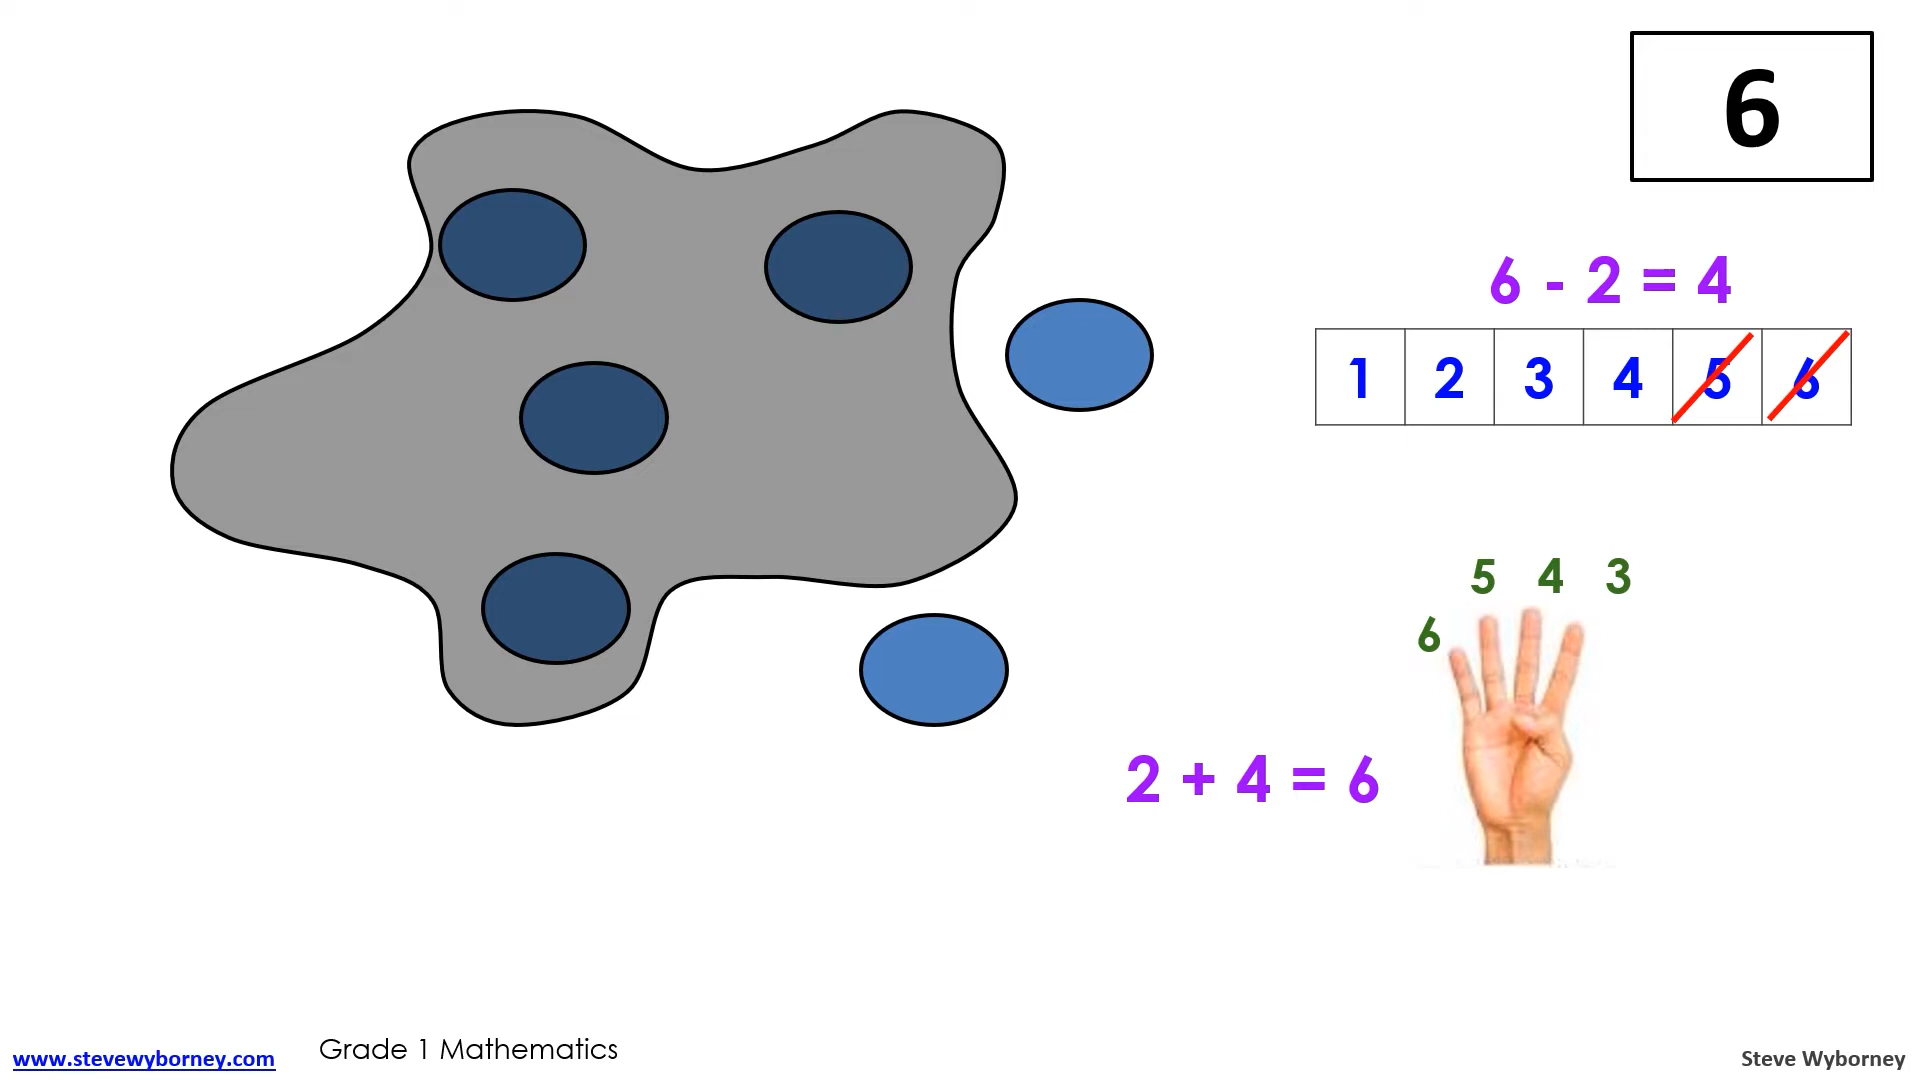 6
6 - 2 = 4
1 2 3 4 5 6
5 4 3
6
2 + 4 = 6
www.stevewyborney.com
Grade 1 Mathematics
Steve Wyborney